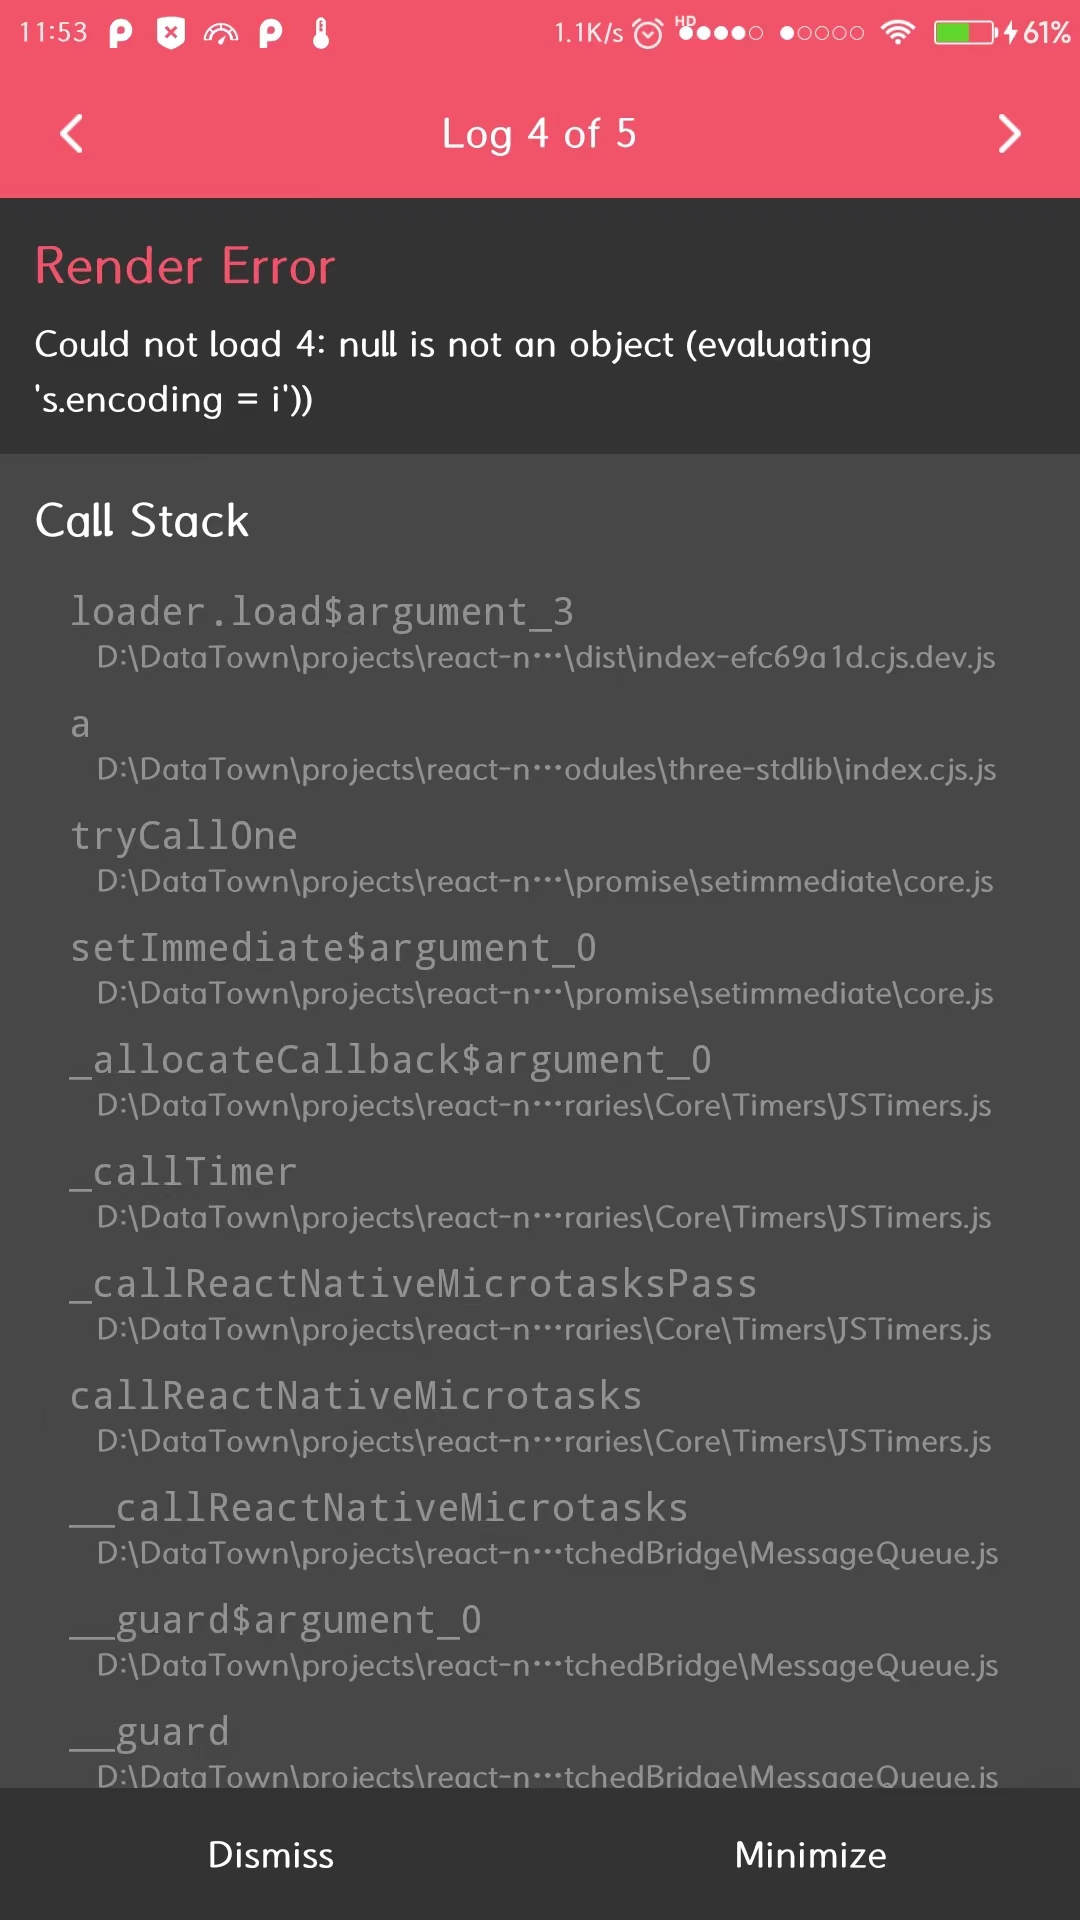 11:53 1.1K/s HD 61%
Log 4 of 5
Render Error
Could not load 4: null is not an object (evaluating
's.encoding = i'))
Call Stack
loader.load$argument_3
D:\DataTown\projects\react-n…\dist\index-efc69a1d.cjs.dev.js
a
D:\DataTown\projects\react-n…odules\three-stdlib\index.cjs.js
tryCallOne
D:\DataTown\projects\react-n…\promise\setimmediate\core.js
setImmediate$argument_0
D:\DataTown\projects\react-n…\promise\setimmediate\core.js
_allocateCallback$argument_0
D:\DataTown\projects\react-n…raries\Core\Timers\JSTimers.js
_callTimer
D:\DataTown\projects\react-n…raries\Core\Timers\JSTimers.js
_callReactNativeMicrotasksPass
D:\DataTown\projects\react-n…raries\Core\Timers\JSTimers.js
callReactNativeMicrotasks
D:\DataTown\projects\react-n…raries\Core\Timers\JSTimers.js
__callReactNativeMicrotasks
D:\DataTown\projects\react-n…tchedBridge\MessageQueue.js
__guard$argument_0
D:\DataTown\projects\react-n…tchedBridge\MessageQueue.js
__guard
D:\DataTown\projects\react-n…tchedBridge\MessageQueue.js
Dismiss Minimize